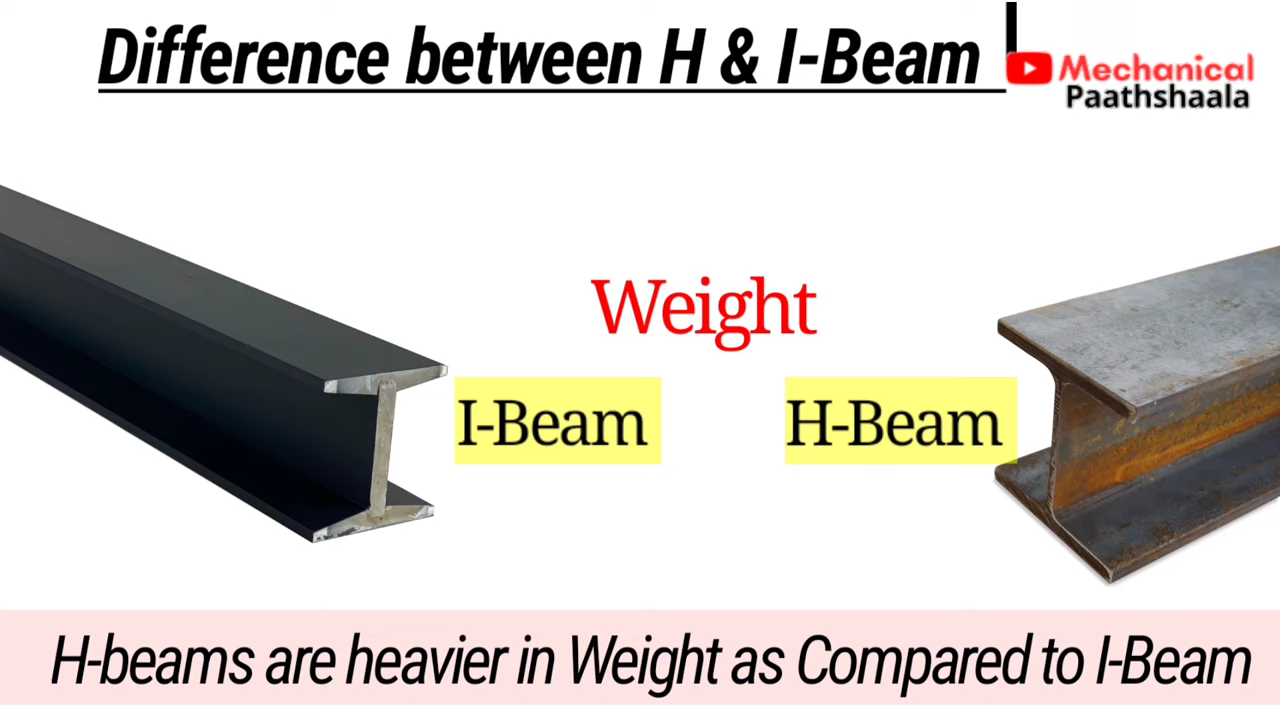 Difference between H & I-Beam
Mechanical
Paathshaala
Weight
I-Beam
H-Beam
H-beams are heavier in Weight as Compared to I-Beam